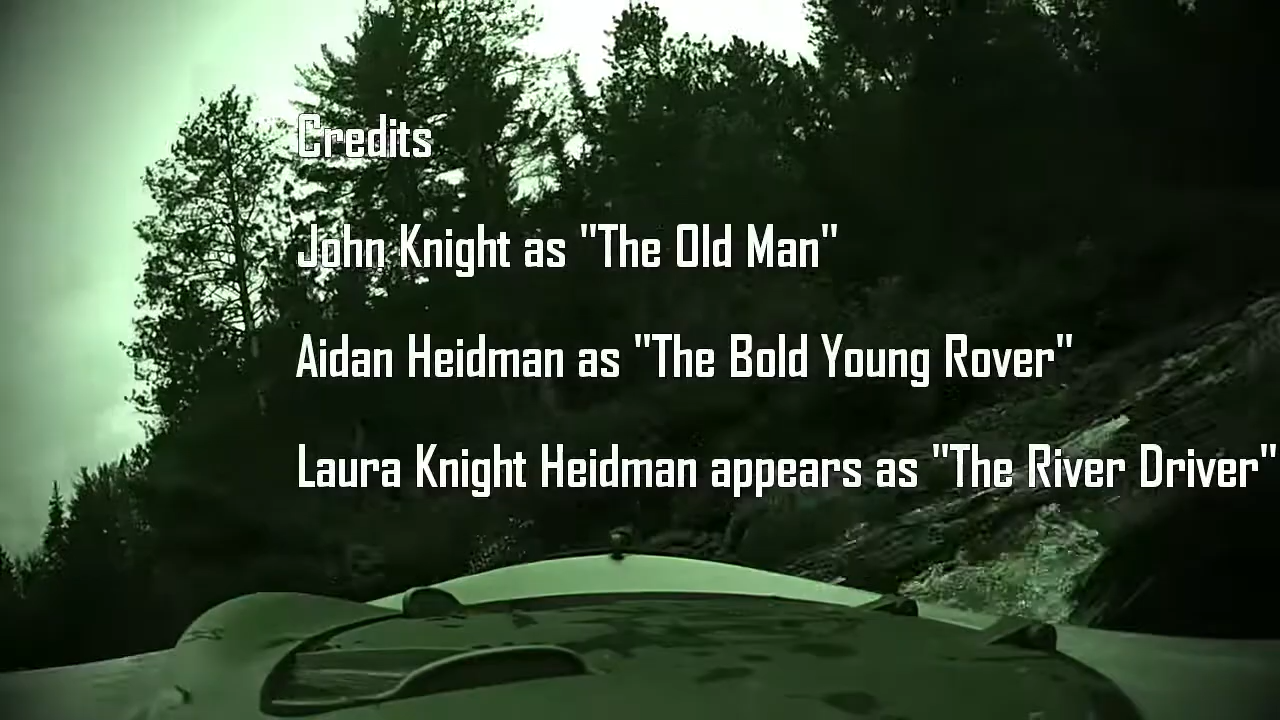 Credits
John Knight as "The Old Man"
Aidan Heidman as "The Bold Young Rover"
Laura Knight Heidman appears as "The River Driver"